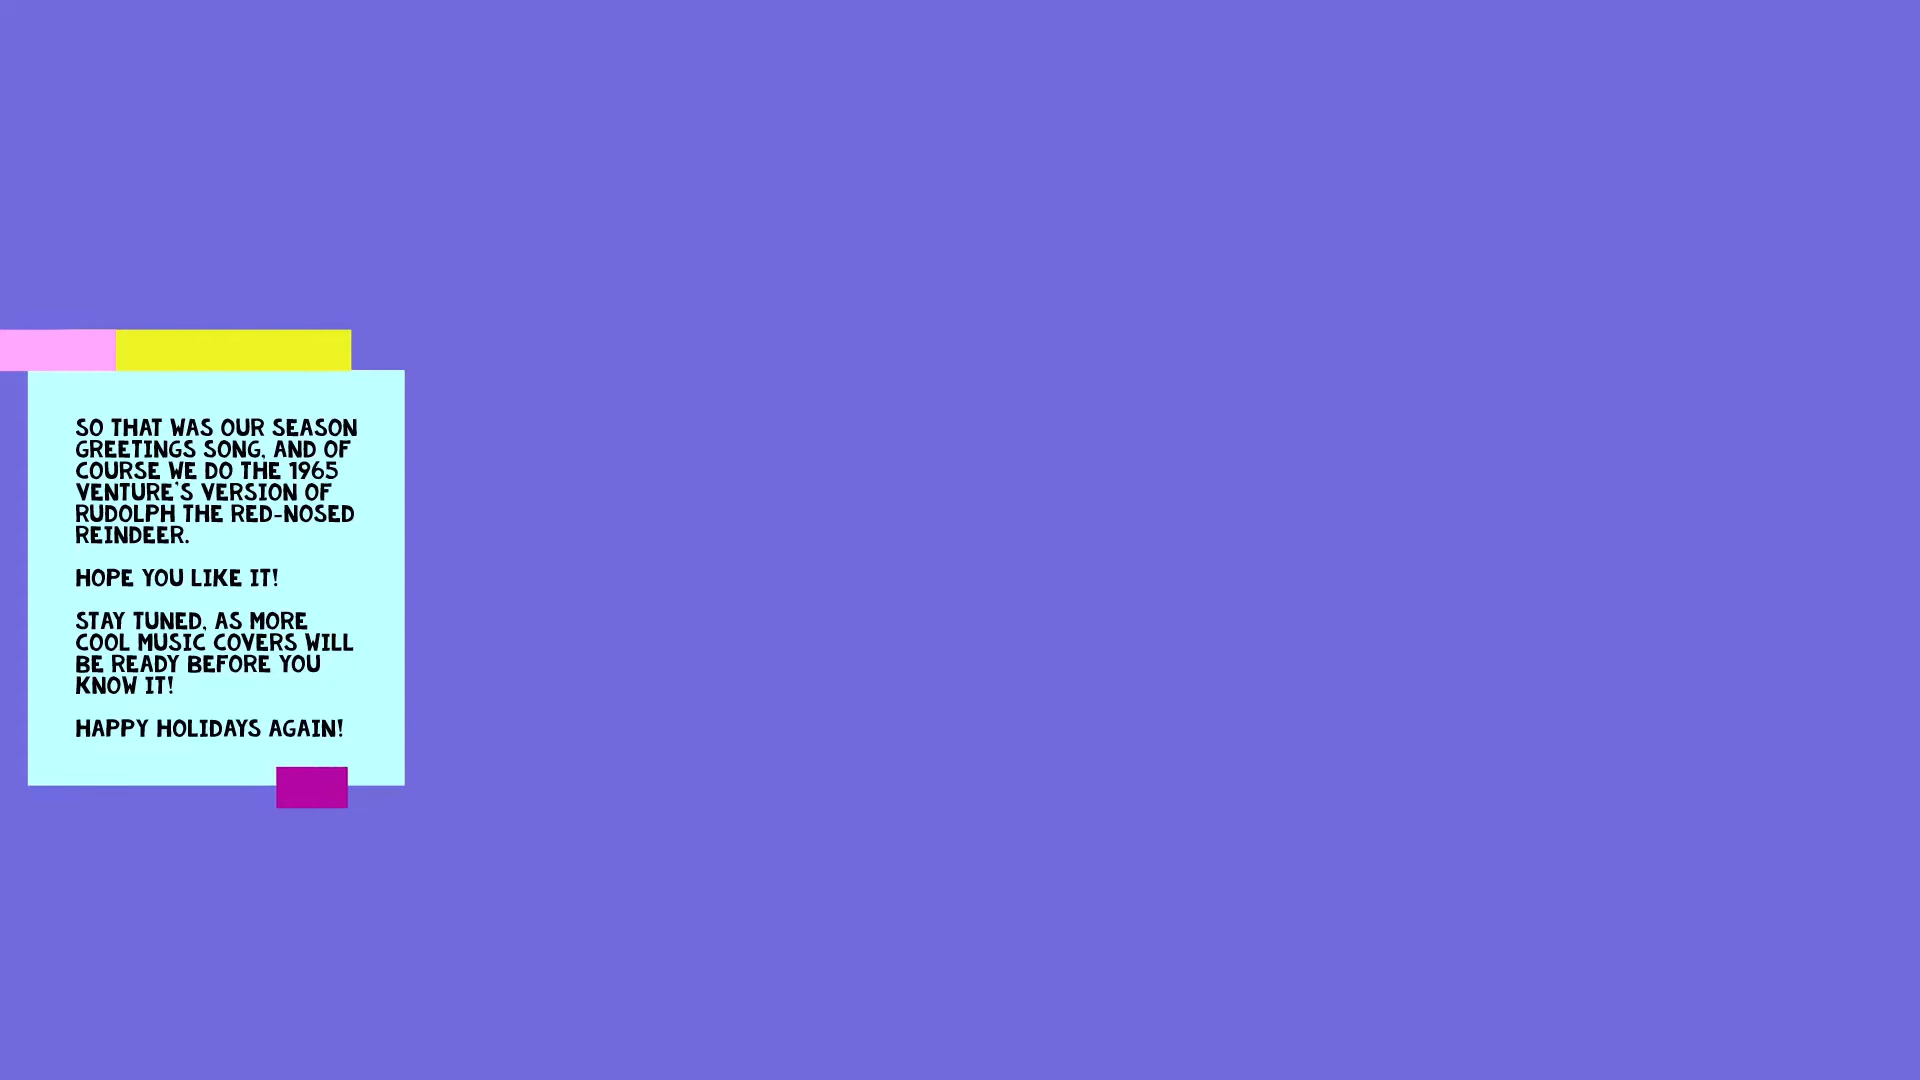 SO THAT WAS OUR SEASON
GREETINGS SONG, AND OF
COURSE WE DO THE 1965
VENTURE'S VERSION OF
RUDOLPH THE RED-NOSED
REINDEER.
HOPE YOU LIKE IT!
STAY TUNED, AS MORE
COOL MUSIC COVERS WILL
BE READY BEFORE YOU
KNOW IT!
HAPPY HOLIDAYS AGAIN!